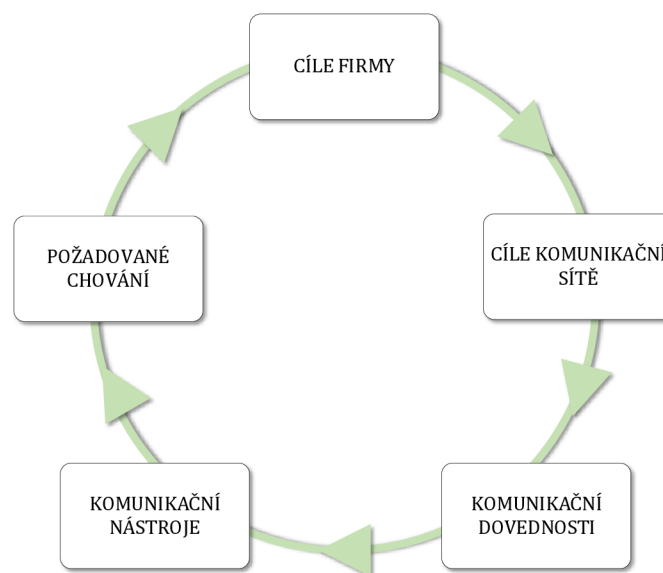 CÍLE FIRMY
CÍLE KOMUNIKAČNÍ
SÍTĚ
KOMUNIKAČNÍ
DOVEDNOSTI
KOMUNIKAČNÍ
NÁSTROJE
POŽADOVANÉ
CHOVÁNÍ